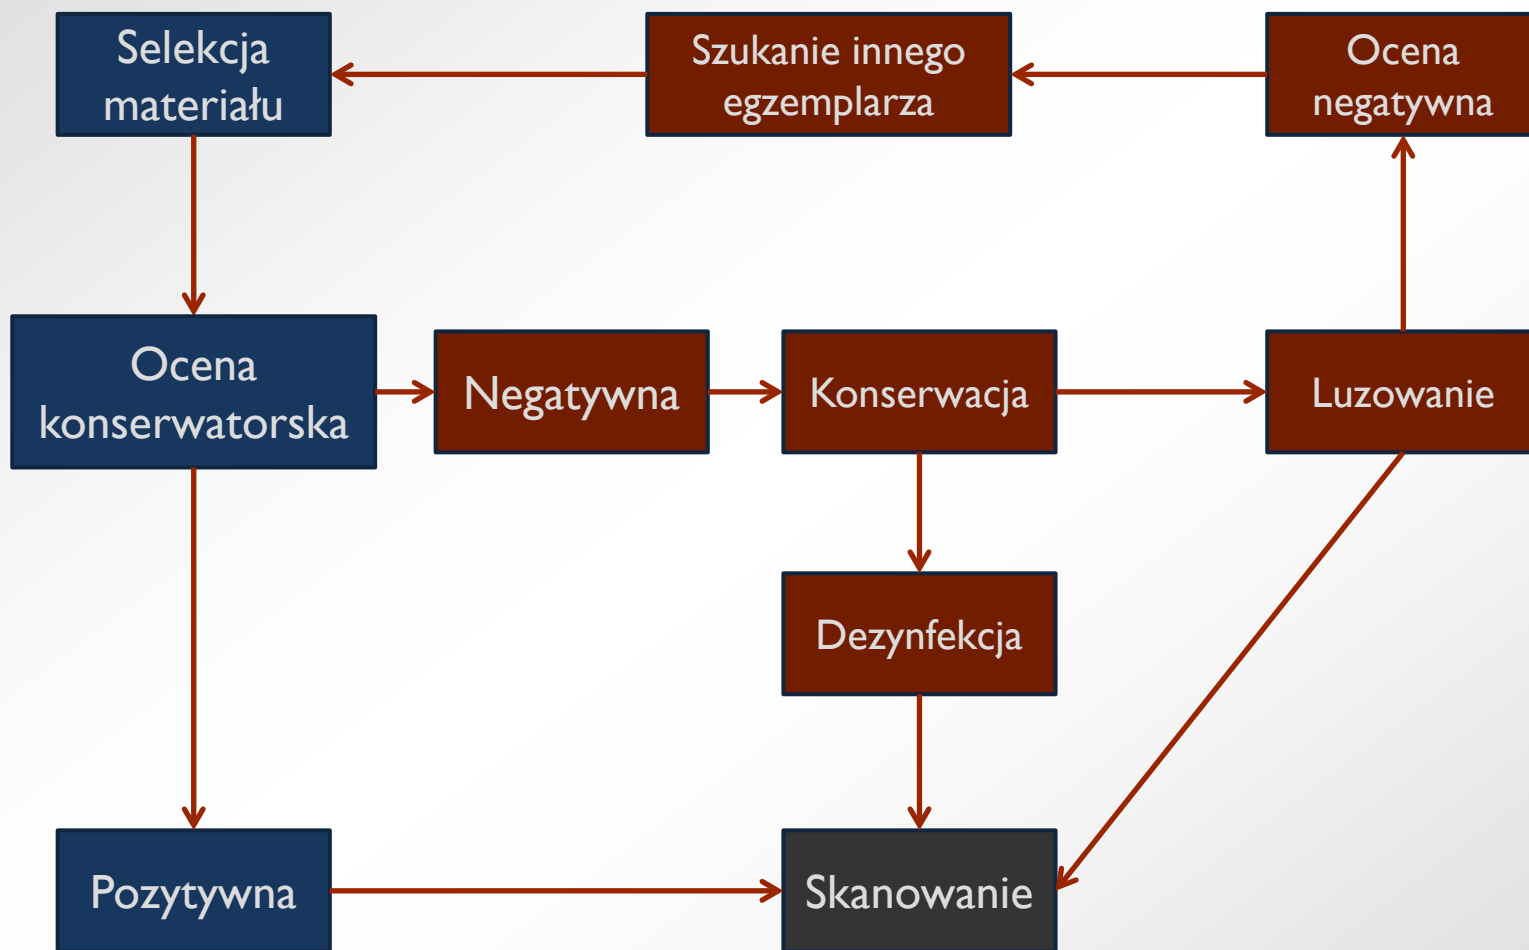 Selekcja
materiału
Szukanie innego
egzemplarza
Ocena
negatywna
Ocena
konserwatorska
Negatywna
Konserwacja
Luzowanie
Dezynfekcja
Pozytywna
Skanowanie